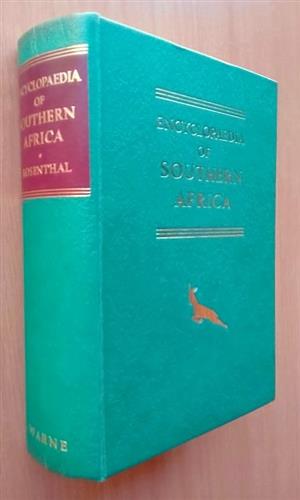 ENCYCLOPAEDIA
OF
SOUTHERN
AFRICA
ROSENTHAL
WARNE
ENCYCLOPAEDIA
OF
SOUTHERN
AFRICA